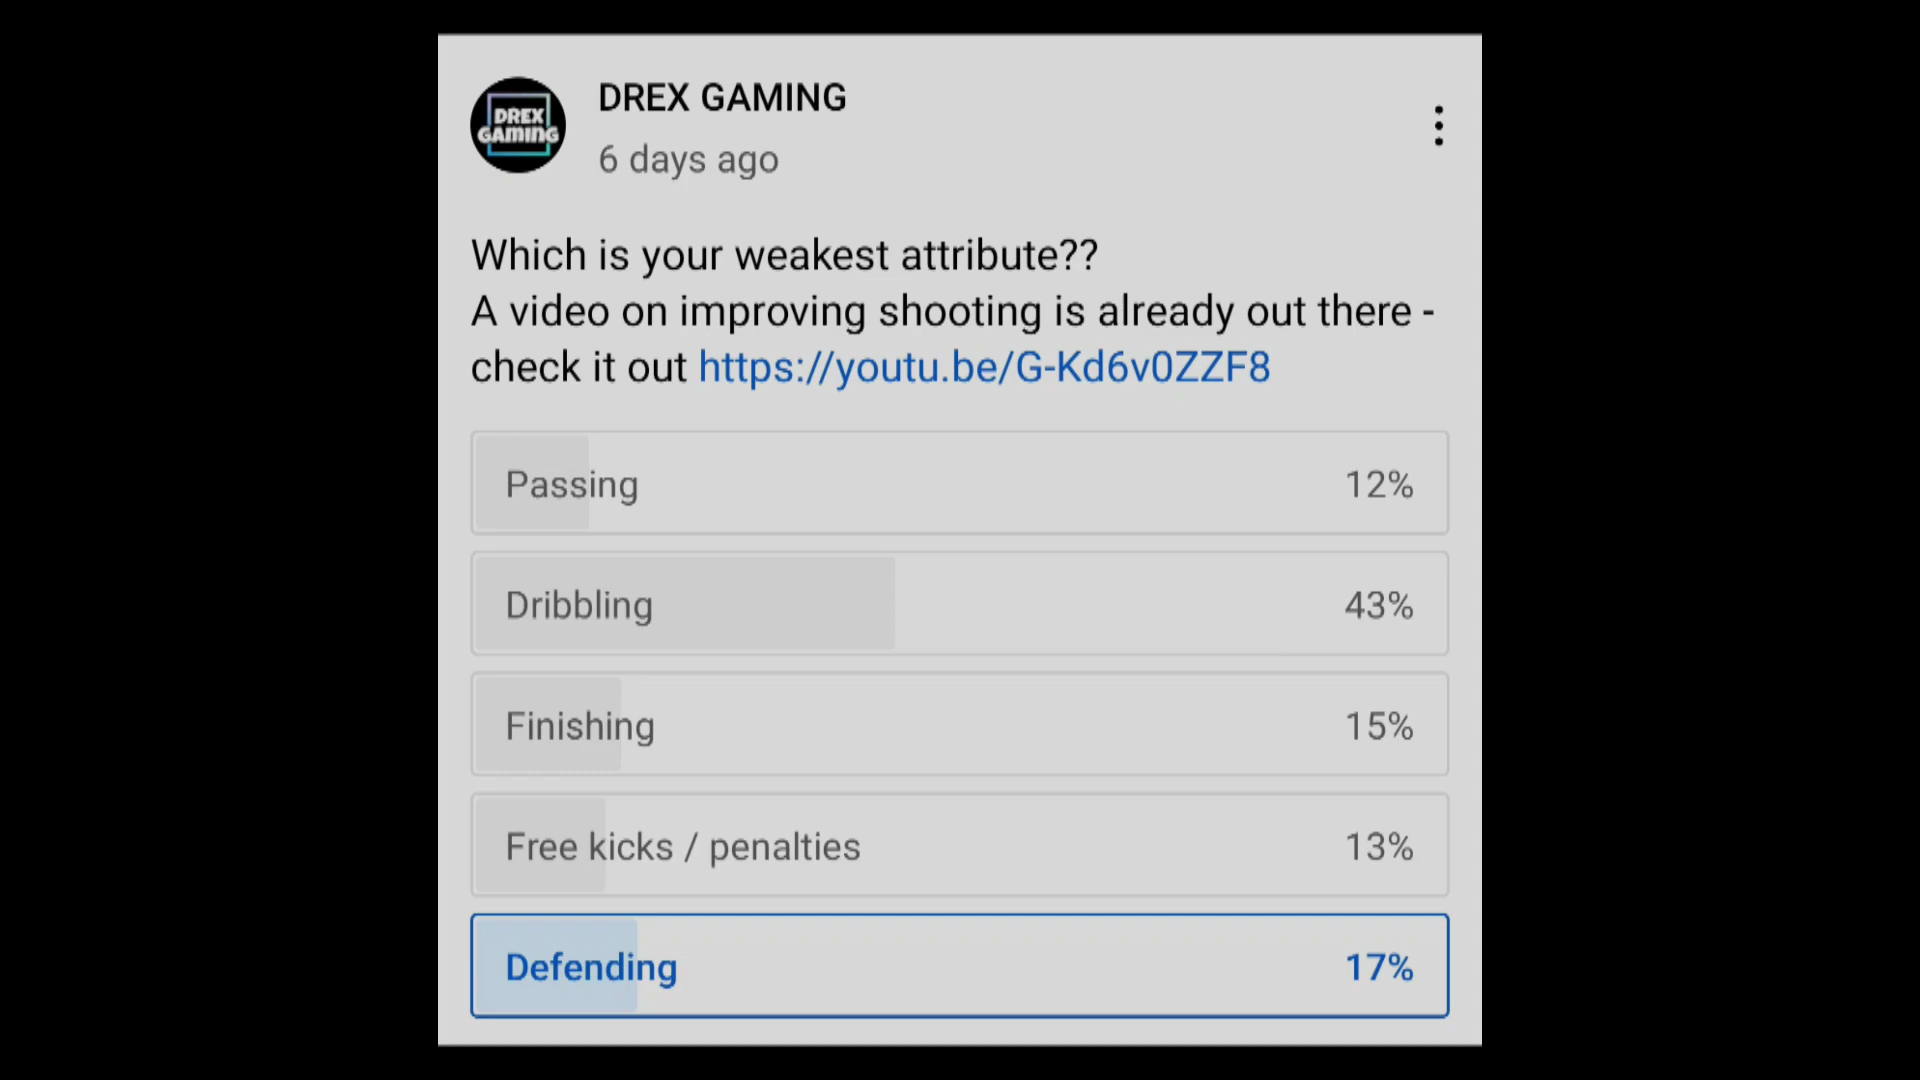 DREX
GAMING
DREX GAMING
6 days ago
Which is your weakest attribute??
A video on improving shooting is already out there -
check it out https://youtu.be/G-Kd6v0ZZF8
Passing 12%
Dribbling 43%
Finishing 15%
Free kicks / penalties 13%
Defending 17%